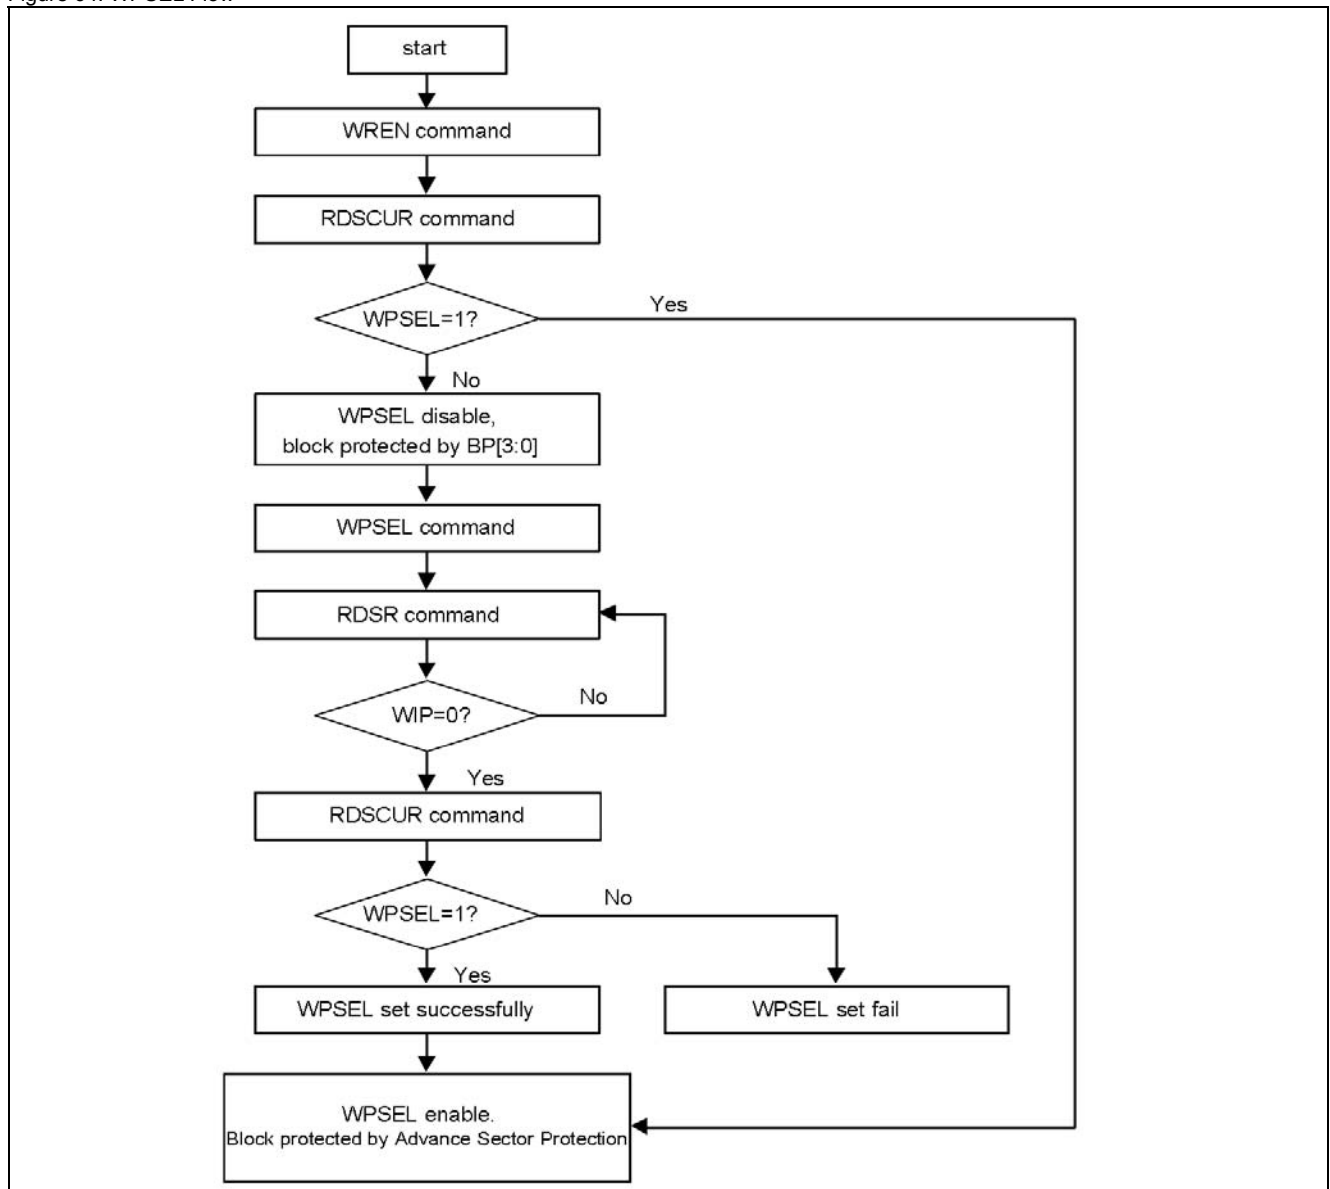 start
WREN command
RDSCUR command
WPSEL=1?
Yes
No
WPSEL disable,
block protected by BP[3:0]
WPSEL command
RDSR command
WIP=0?
No
Yes
RDSCUR command
WPSEL=1?
No
Yes
WPSEL set successfully
WPSEL set fail
WPSEL enable.
Block protected by Advance Sector Protection